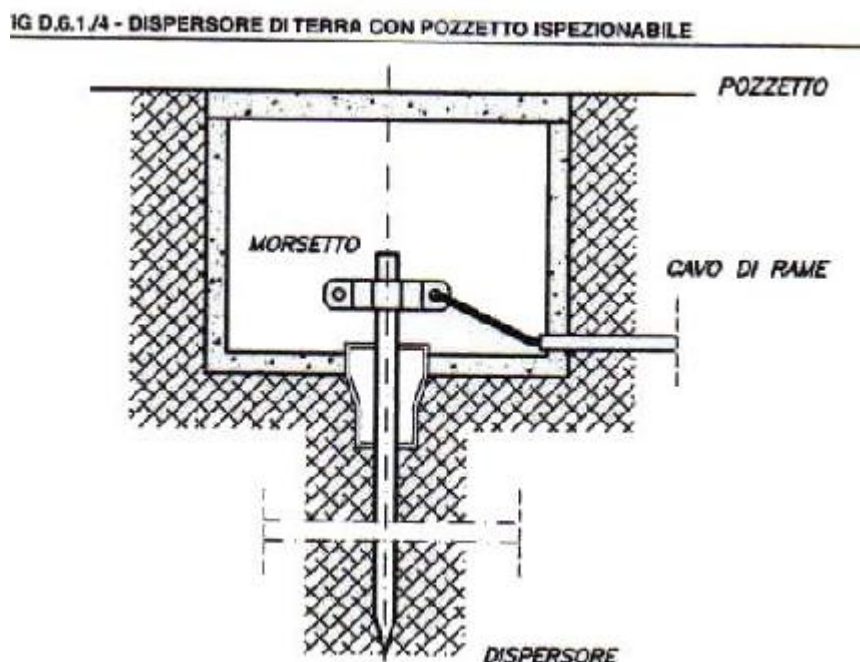 IG D.6.1./4 - DISPERSORE DI TERRA CON POZZETTO ISPEZIONABILE
POZZETTO
MORSETTO
CAVO DI RAME
DISPERSORE